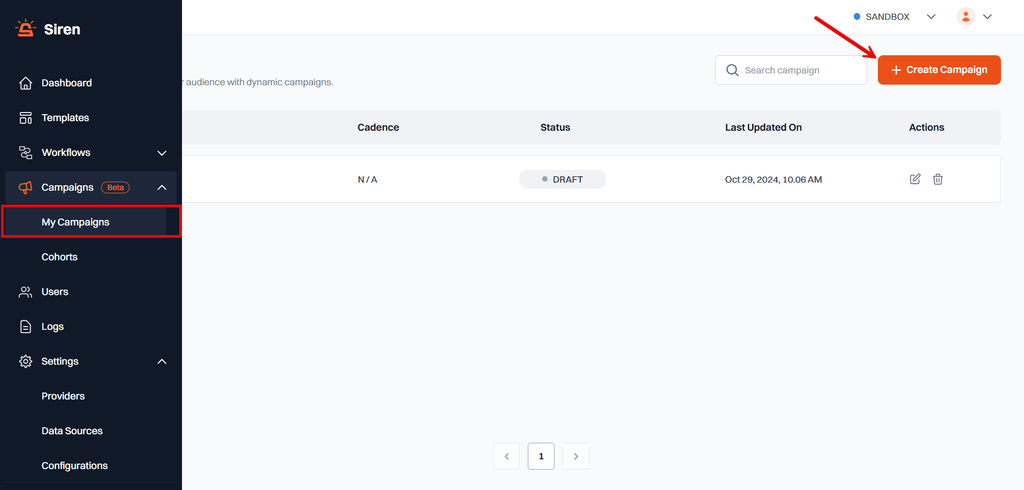 Siren
SANDBOX
Dashboard
Templates
Workflows
Campaigns Beta
My Campaigns
Cohorts
Users
Logs
Settings
Providers
Data Sources
Configurations
audience with dynamic campaigns.
Search campaign
+ Create Campaign
Cadence Status Last Updated On Actions
N / A DRAFT Oct 29, 2024, 10.06 AM
< 1 >